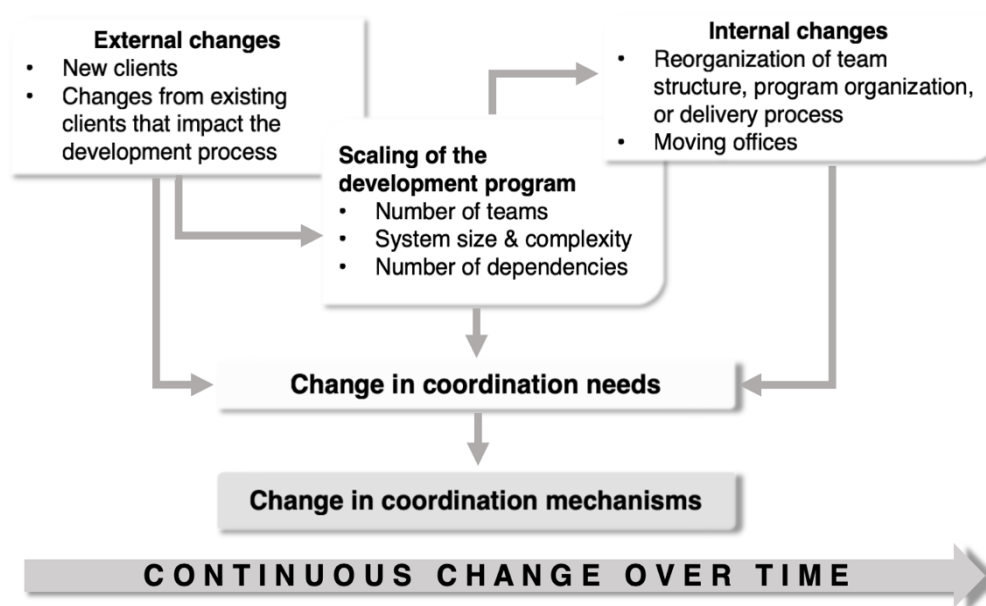 External changes
• New clients
• Changes from existing
clients that impact the
development process
Scaling of the
development program
• Number of teams
• System size & complexity
• Number of dependencies
Internal changes
• Reorganization of team
structure, program organization,
or delivery process
• Moving offices
Change in coordination needs
Change in coordination mechanisms
CONTINUOUS CHANGE OVER TIME